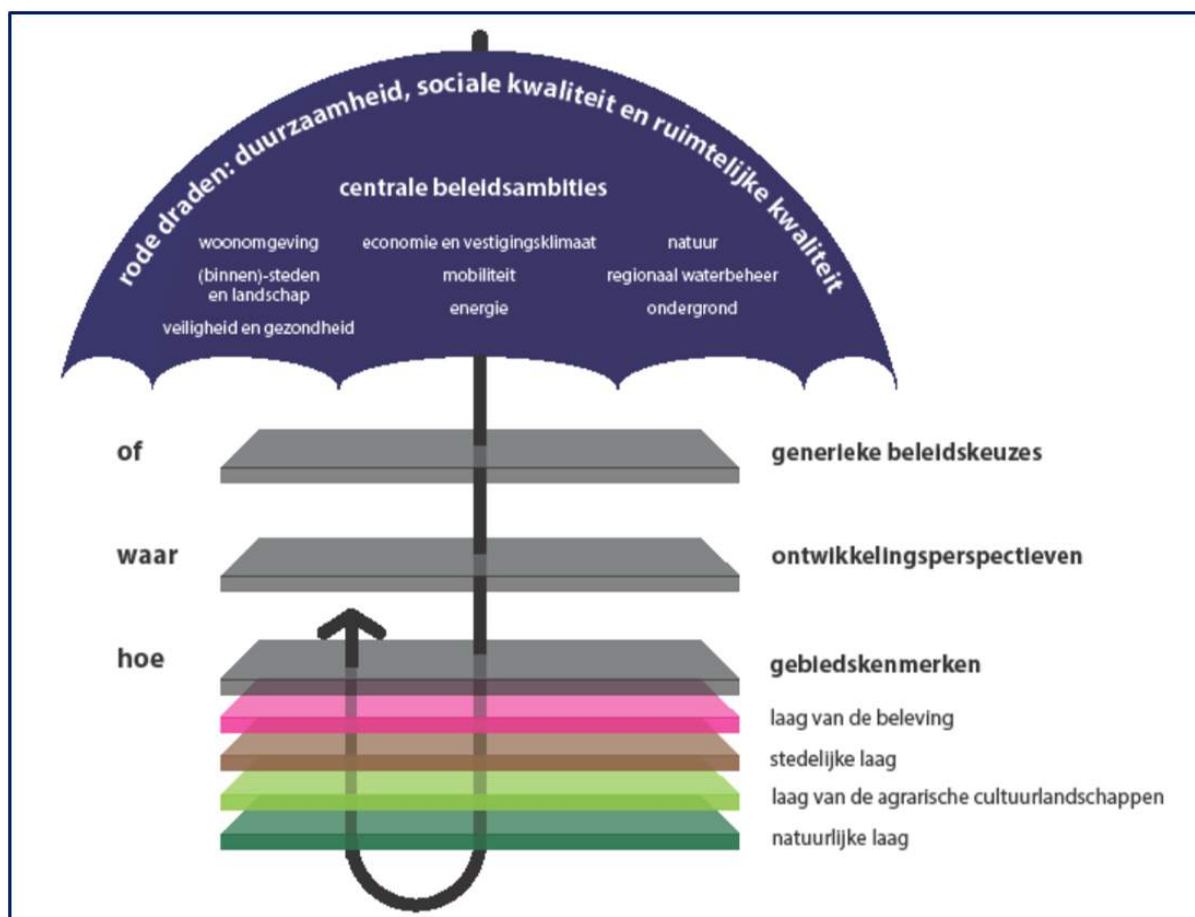 rode draden: duurzaamheid, sociale kwaliteit en ruimtelijke kwaliteit
centrale beleidsambities
woonomgeving
(binnen)-steden
en landschap
veiligheid en gezondheid
economie en vestigingsklimaat
mobiliteit
energie
natuur
regionaal waterbeheer
ondergrond
of
generieke beleidskeuzes
waar
ontwikkelingsperspectieven
hoe
gebiedskenmerken
laag van de beleving
stedelijke laag
laag van de agrarische cultuurlandschappen
natuurlijke laag